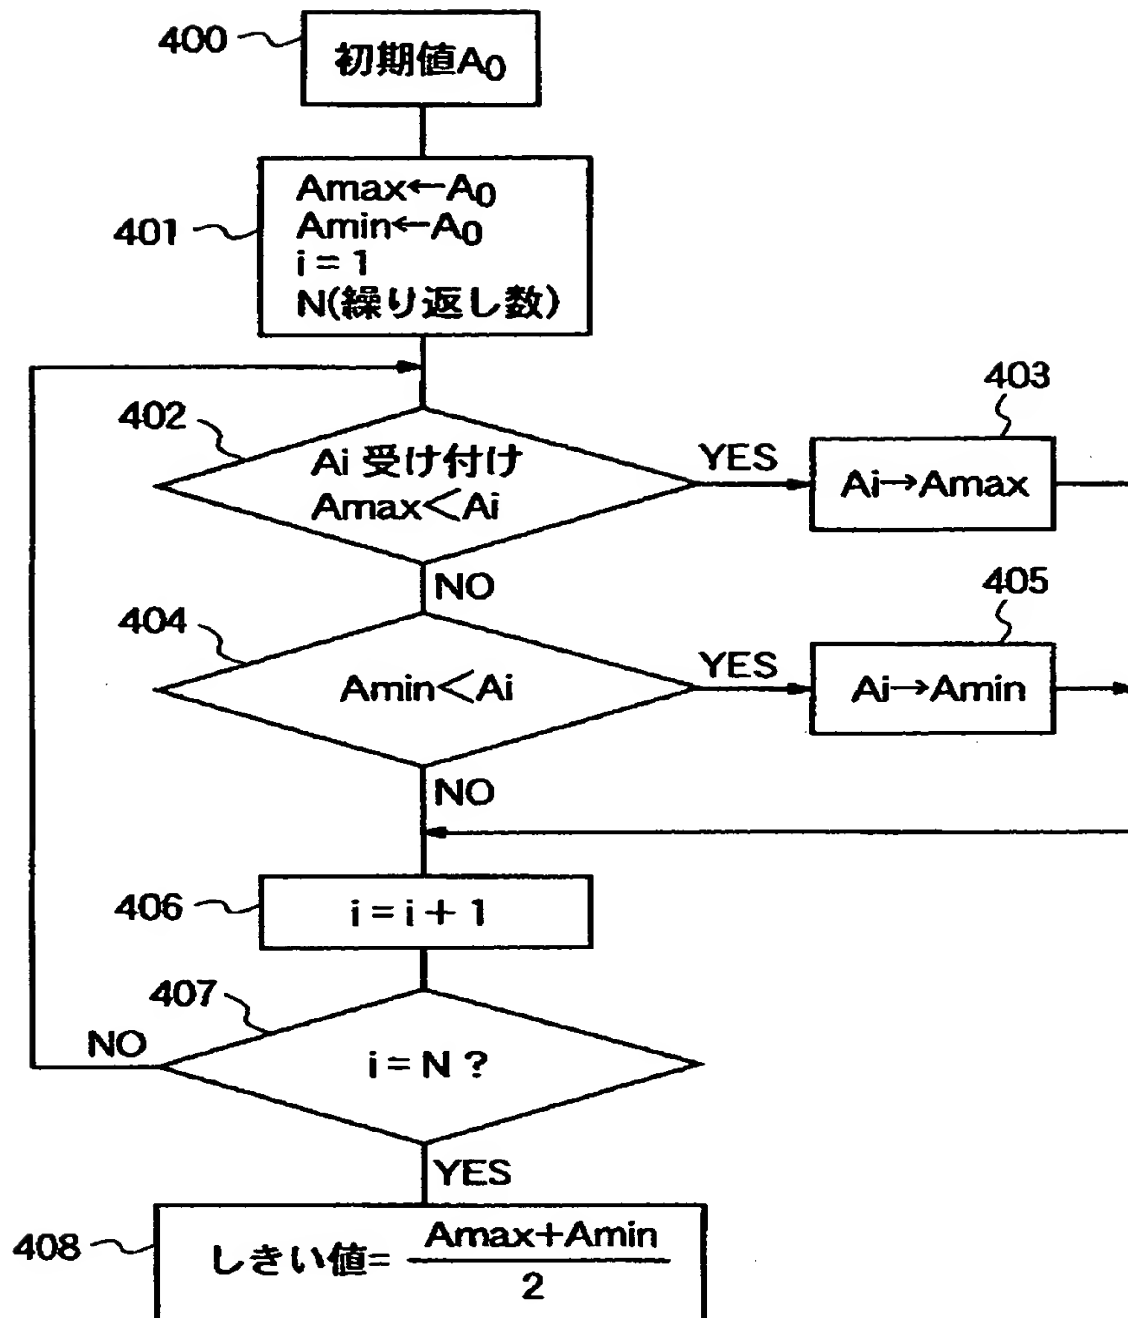 400
初期値A0
401
Amax←A0
Amin←A0
i = 1
N(繰り返し数)
402
Ai 受け付け
Amax<Ai
YES
403
Ai→Amax
NO
404
Amin<Ai
YES
405
Ai→Amin
NO
406
i = i + 1
407
i = N ?
NO
YES
408
しきい値= Amax+Amin
2